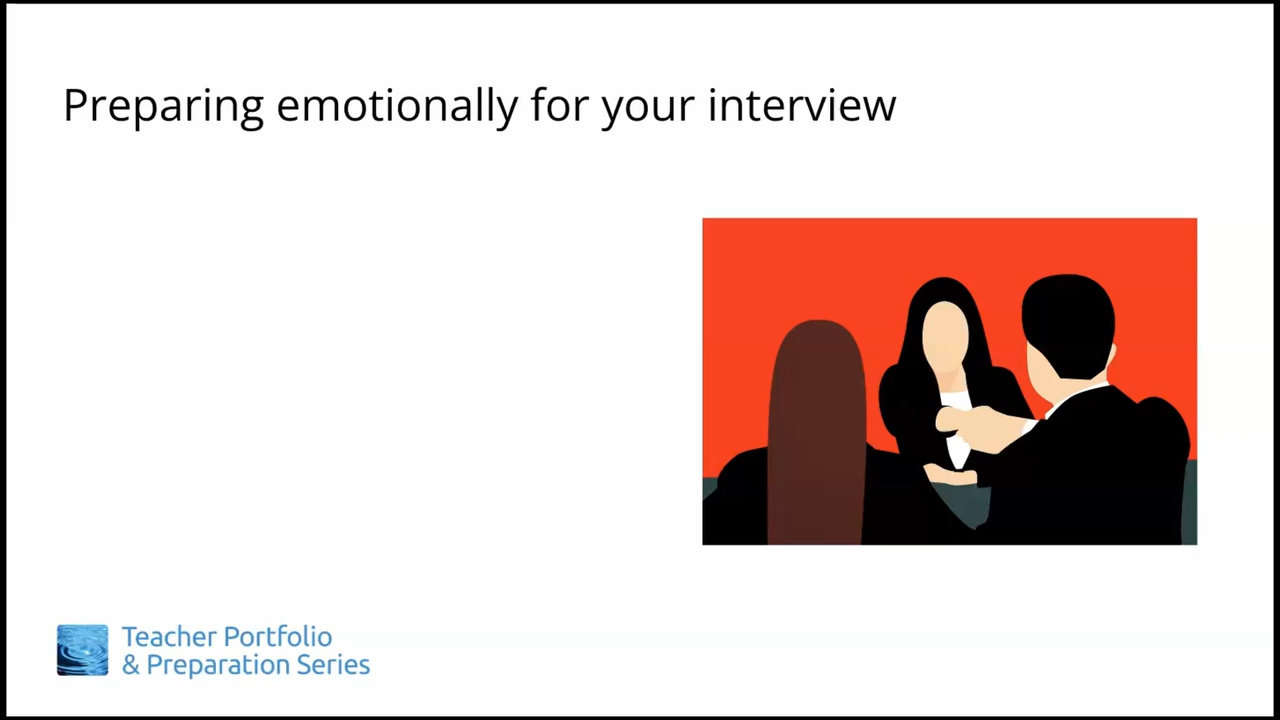 Preparing emotionally for your interview
Teacher Portfolio
& Preparation Series